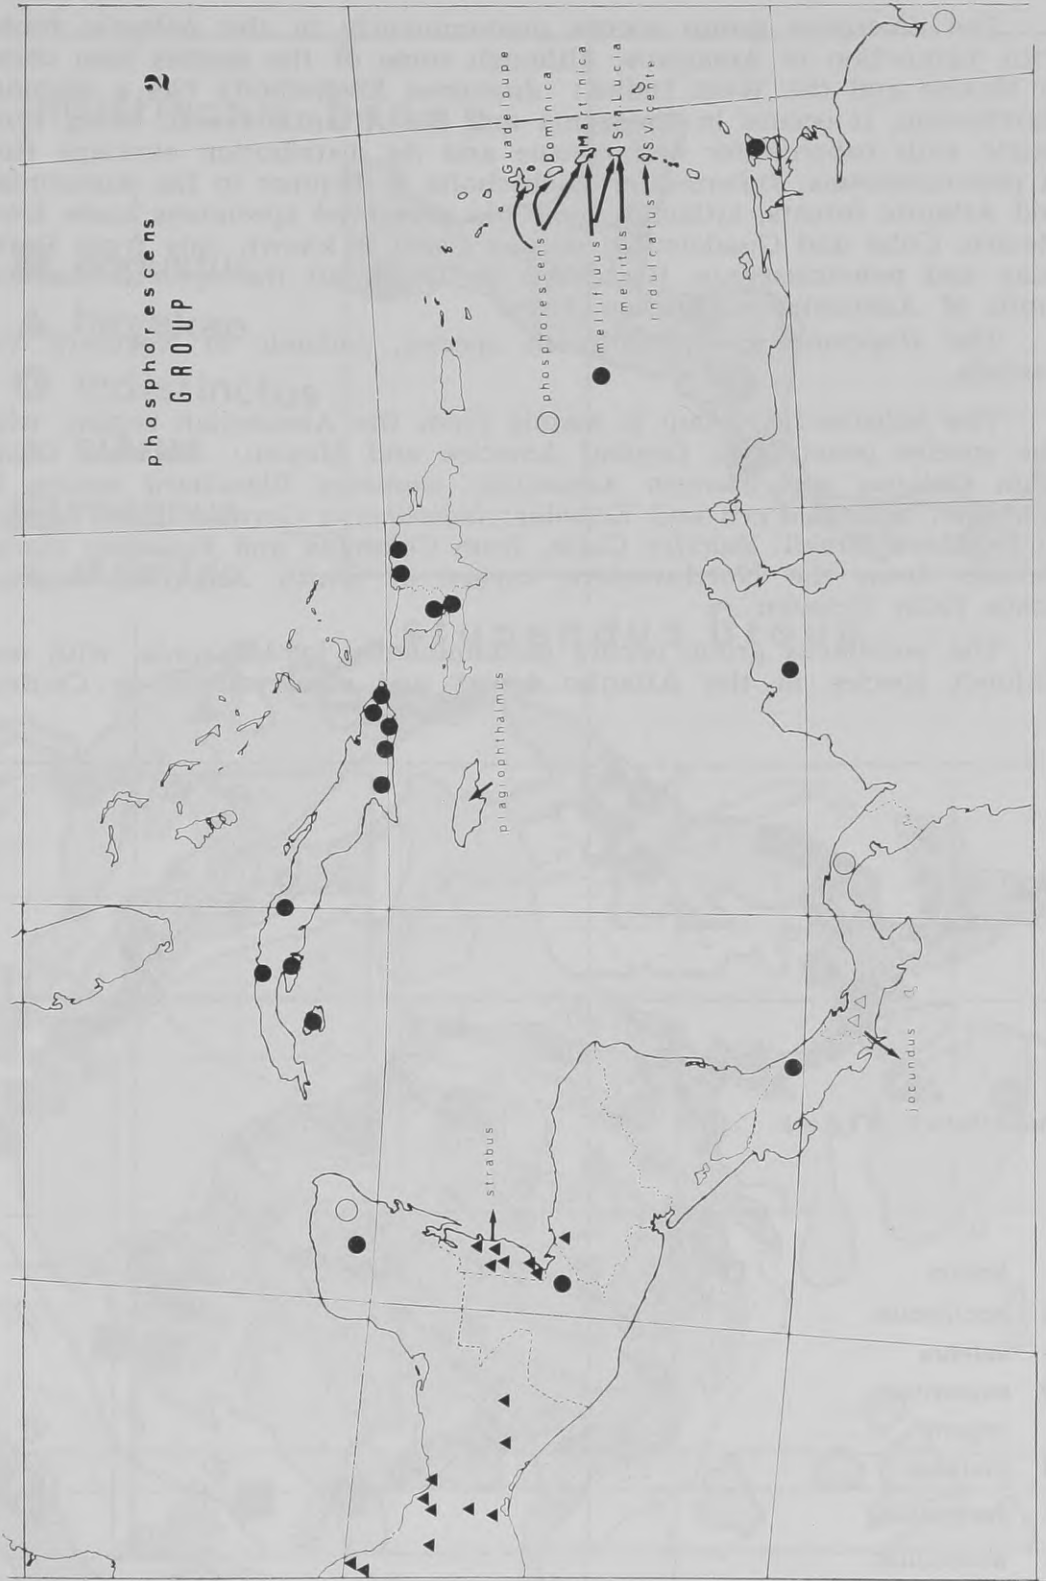 phosphorescens 2
GROUP
Guadeloupe
Dominica
Martinica
Sta.Lucia
S.Vicente
phosphorescens
mellifluus
mellitus
indulcatus
plagiophthalmus
strabus
jocundus